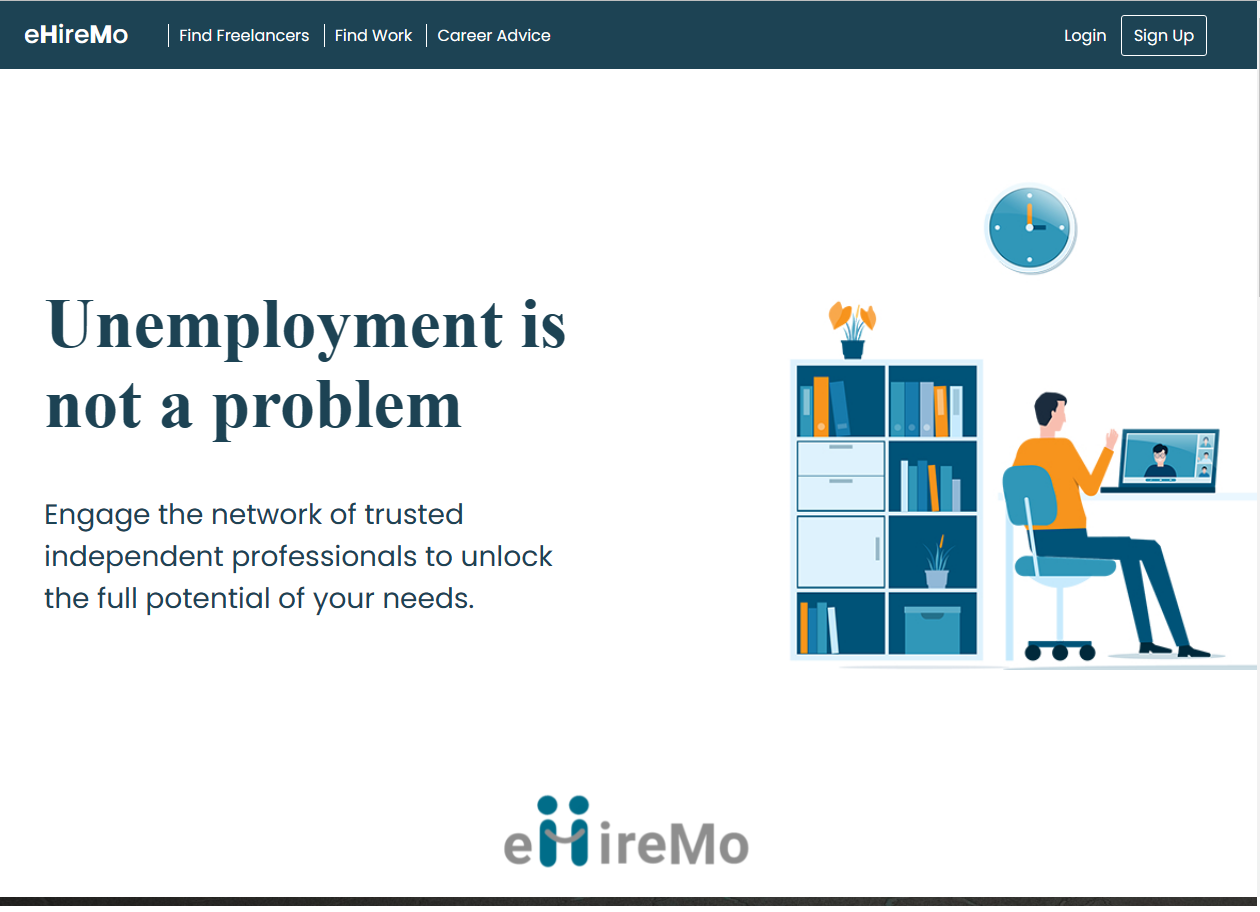 eHireMo
Find Freelancers
Find Work
Career Advice
Login
Sign Up
Unemployment is
not a problem
Engage the network of trusted
independent professionals to unlock
the full potential of your needs.
eHireMo